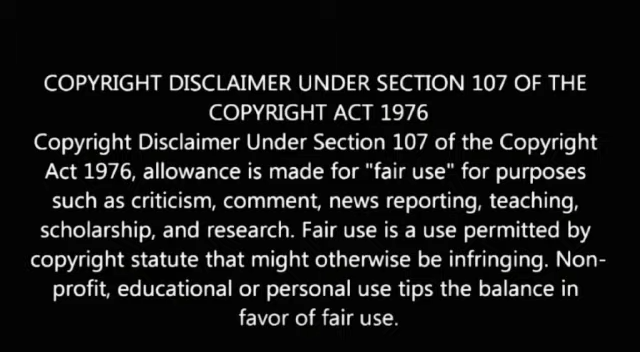 COPYRIGHT DISCLAIMER UNDER SECTION 107 OF THE
COPYRIGHT ACT 1976
Copyright Disclaimer Under Section 107 of the Copyright
Act 1976, allowance is made for "fair use" for purposes
such as criticism, comment, news reporting, teaching,
scholarship, and research. Fair use is a use permitted by
copyright statute that might otherwise be infringing. Non-
profit, educational or personal use tips the balance in
favor of fair use.